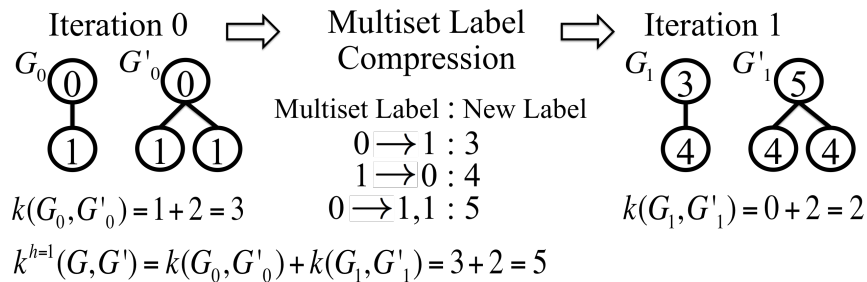 Iteration 0
Multiset Label Compression
Iteration 1
G₀
0
1
G'₀
0
1
1
Multiset Label : New Label
0→1 : 3
1→0 : 4
0→1,1 : 5
G₁
3
4
G'₁
5
4
4
k(G₀,G'₀)=1+2=3
k(G₁,G'₁)=0+2=2
k^{h=1}(G,G')=k(G₀,G'₀)+k(G₁,G'₁)=3+2=5